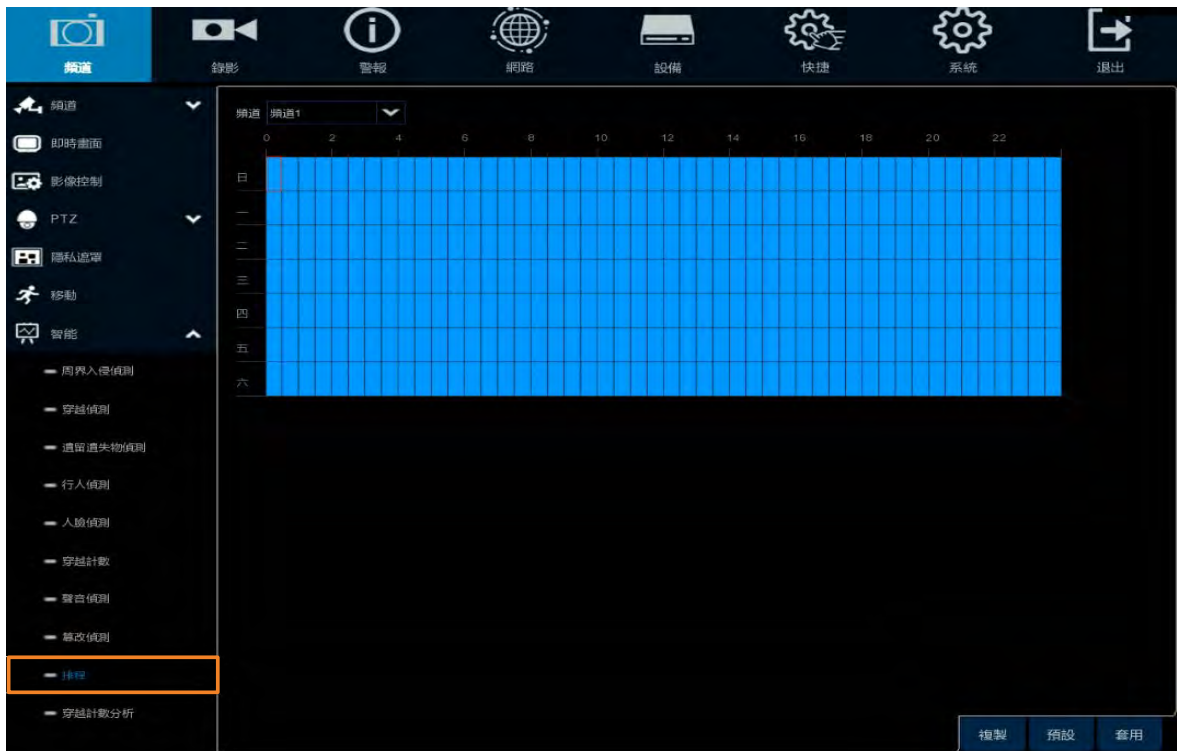 頻道 錄影 警報 網路 設備 快捷 系統 退出
頻道
即時畫面
影像控制
PTZ
隱私遮罩
移動
智能
周界入侵偵測
穿越偵測
遺留遺失物偵測
行人偵測
人臉偵測
穿越計數
聲音偵測
篡改偵測
排程
穿越計數分析
頻道 頻道1
0 2 4 6 8 10 12 14 16 18 20 22
日
一
二
三
四
五
六
複製 預設 套用